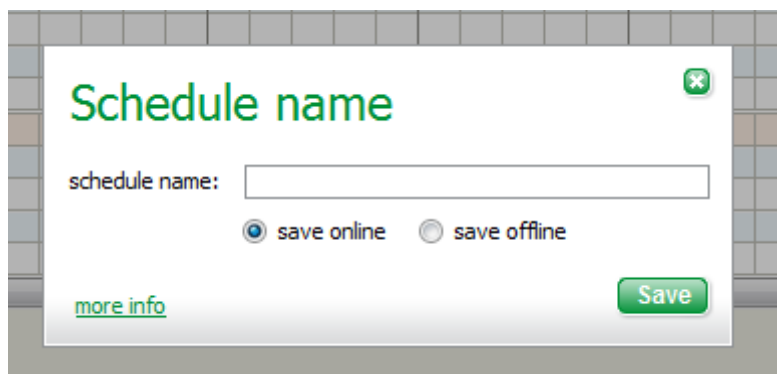 Schedule name
schedule name:
save online save offline
more info
Save